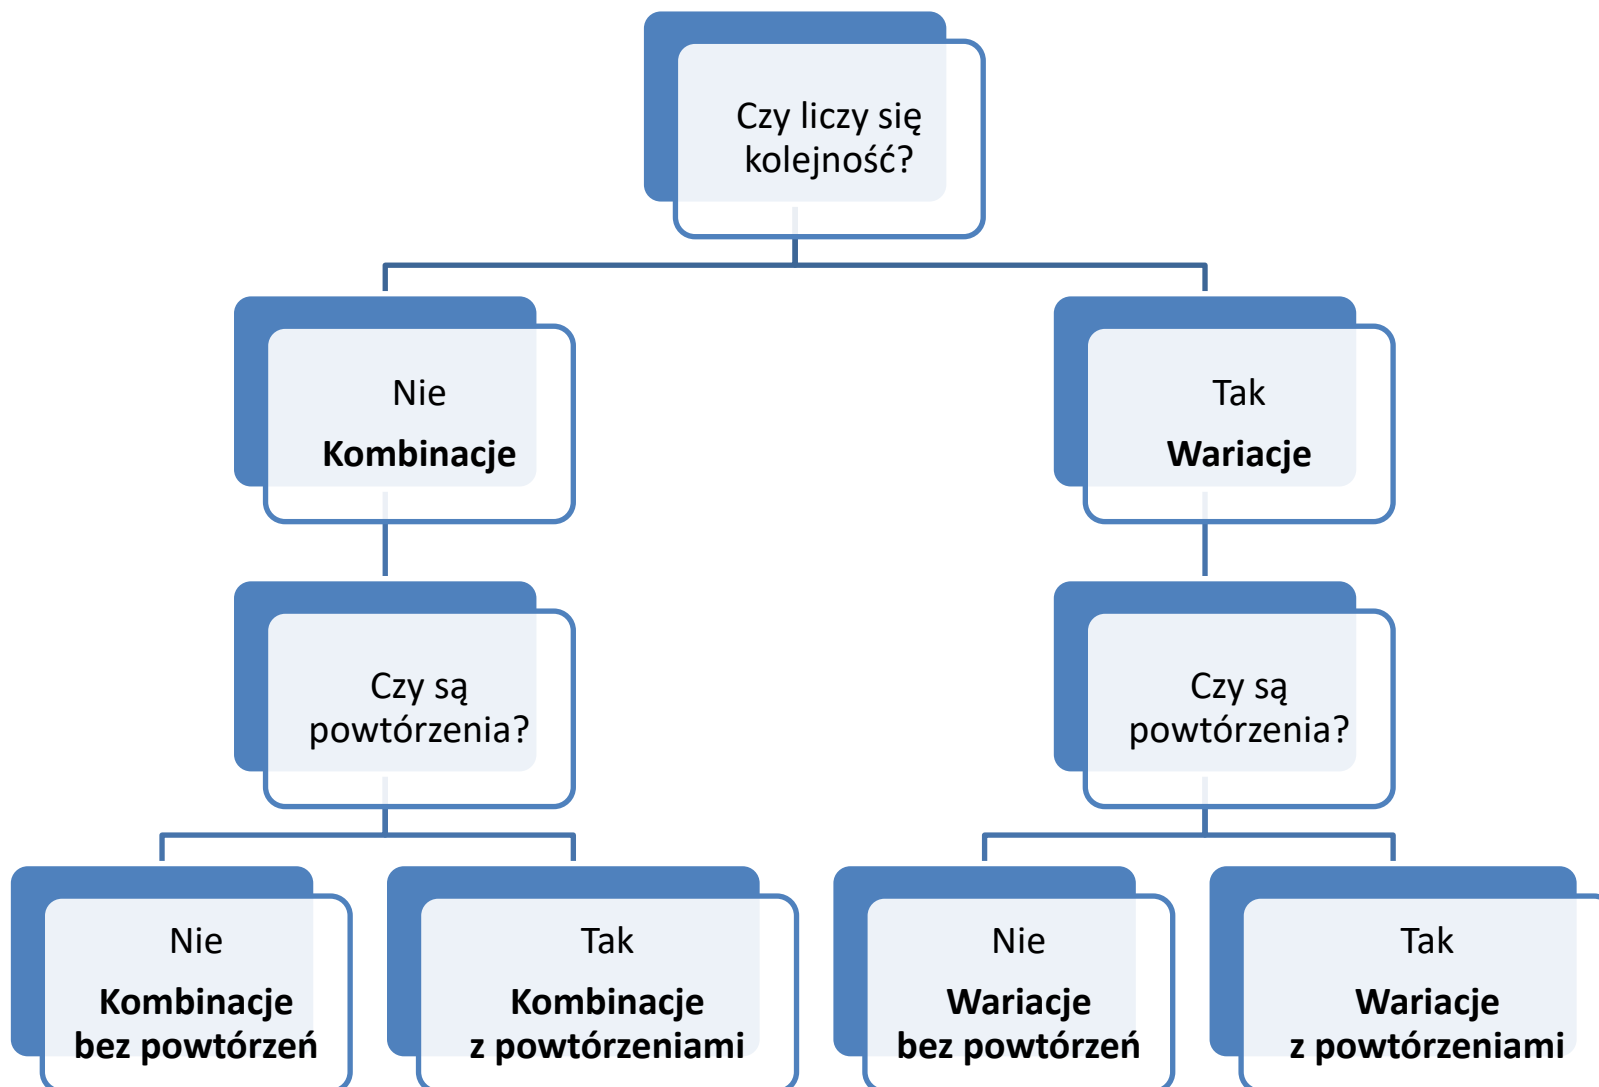 Czy liczy się
kolejność?
Nie
Kombinacje
Tak
Wariacje
Czy są
powtórzenia?
Czy są
powtórzenia?
Nie
Kombinacje
bez powtórzeń
Tak
Kombinacje
z powtórzeniami
Nie
Wariacje
bez powtórzeń
Tak
Wariacje
z powtórzeniami